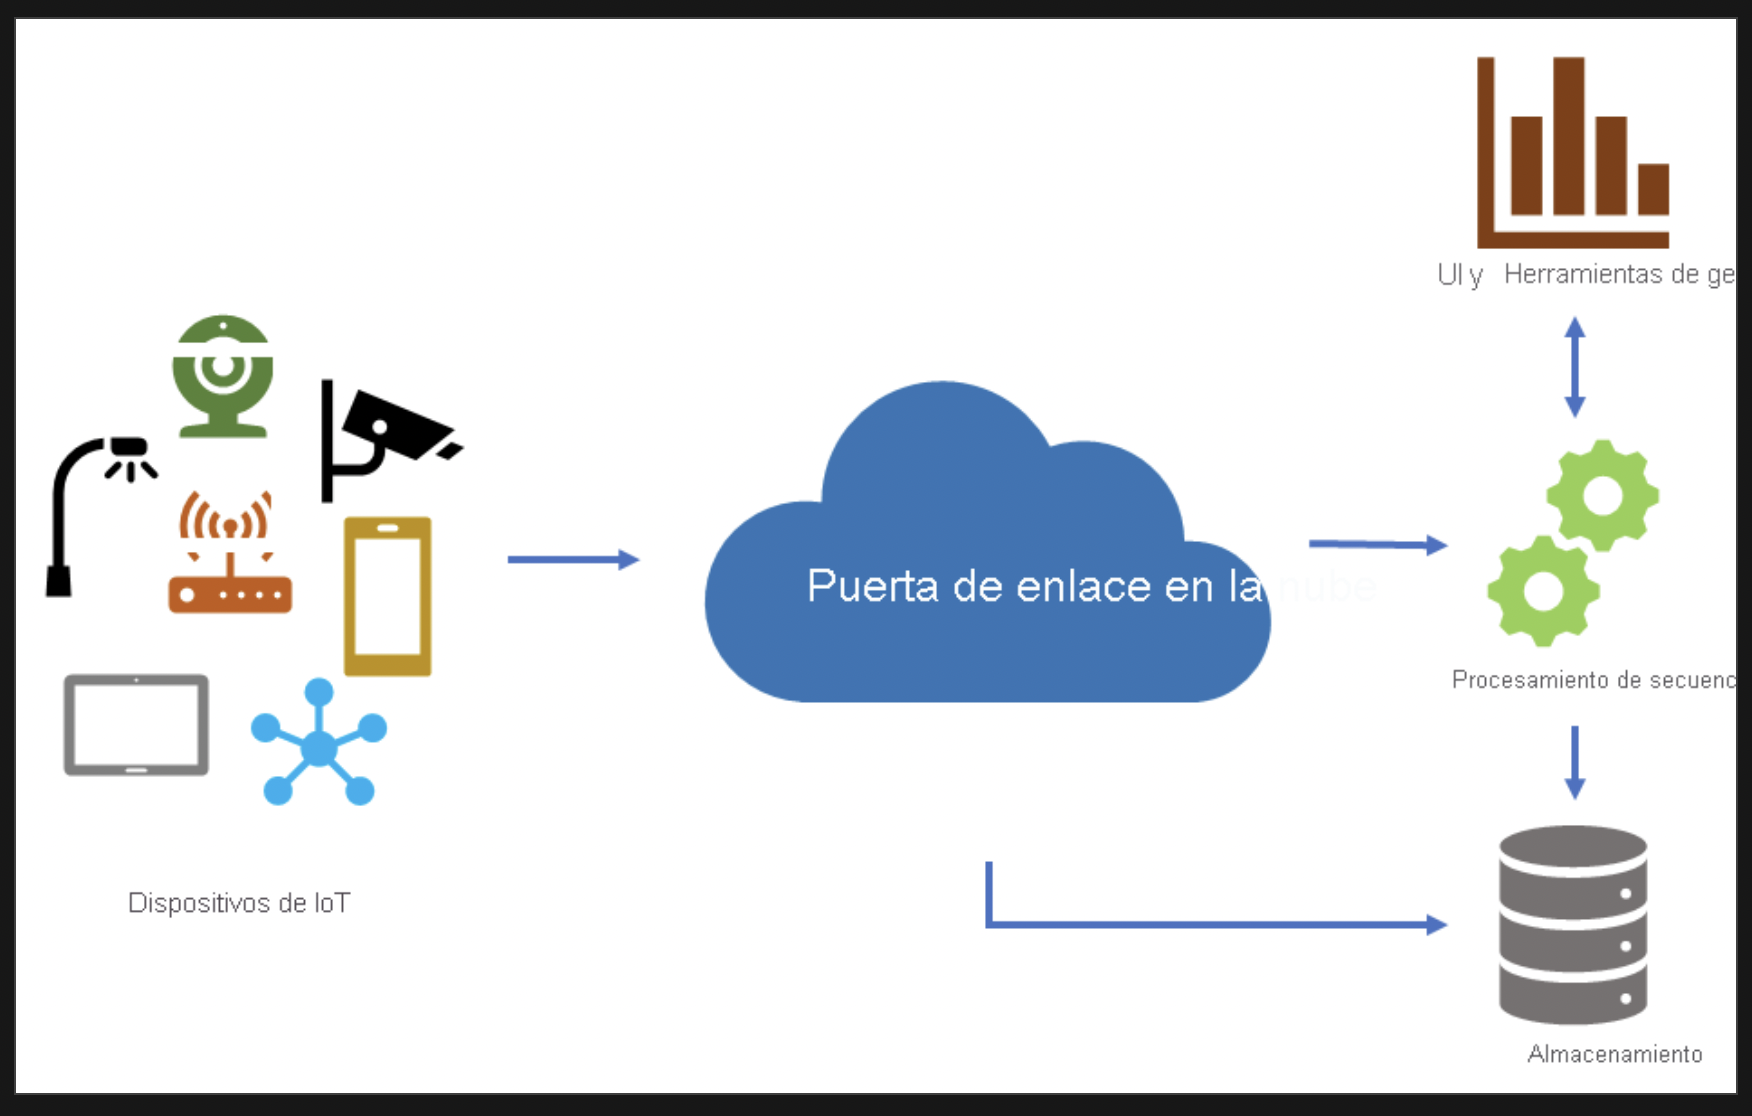 UI y Herramientas de ge
Puerta de enlace en la nube
Procesamiento de secuenc
Dispositivos de IoT
Almacenamiento